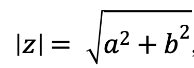 |z| = √(a² + b²),